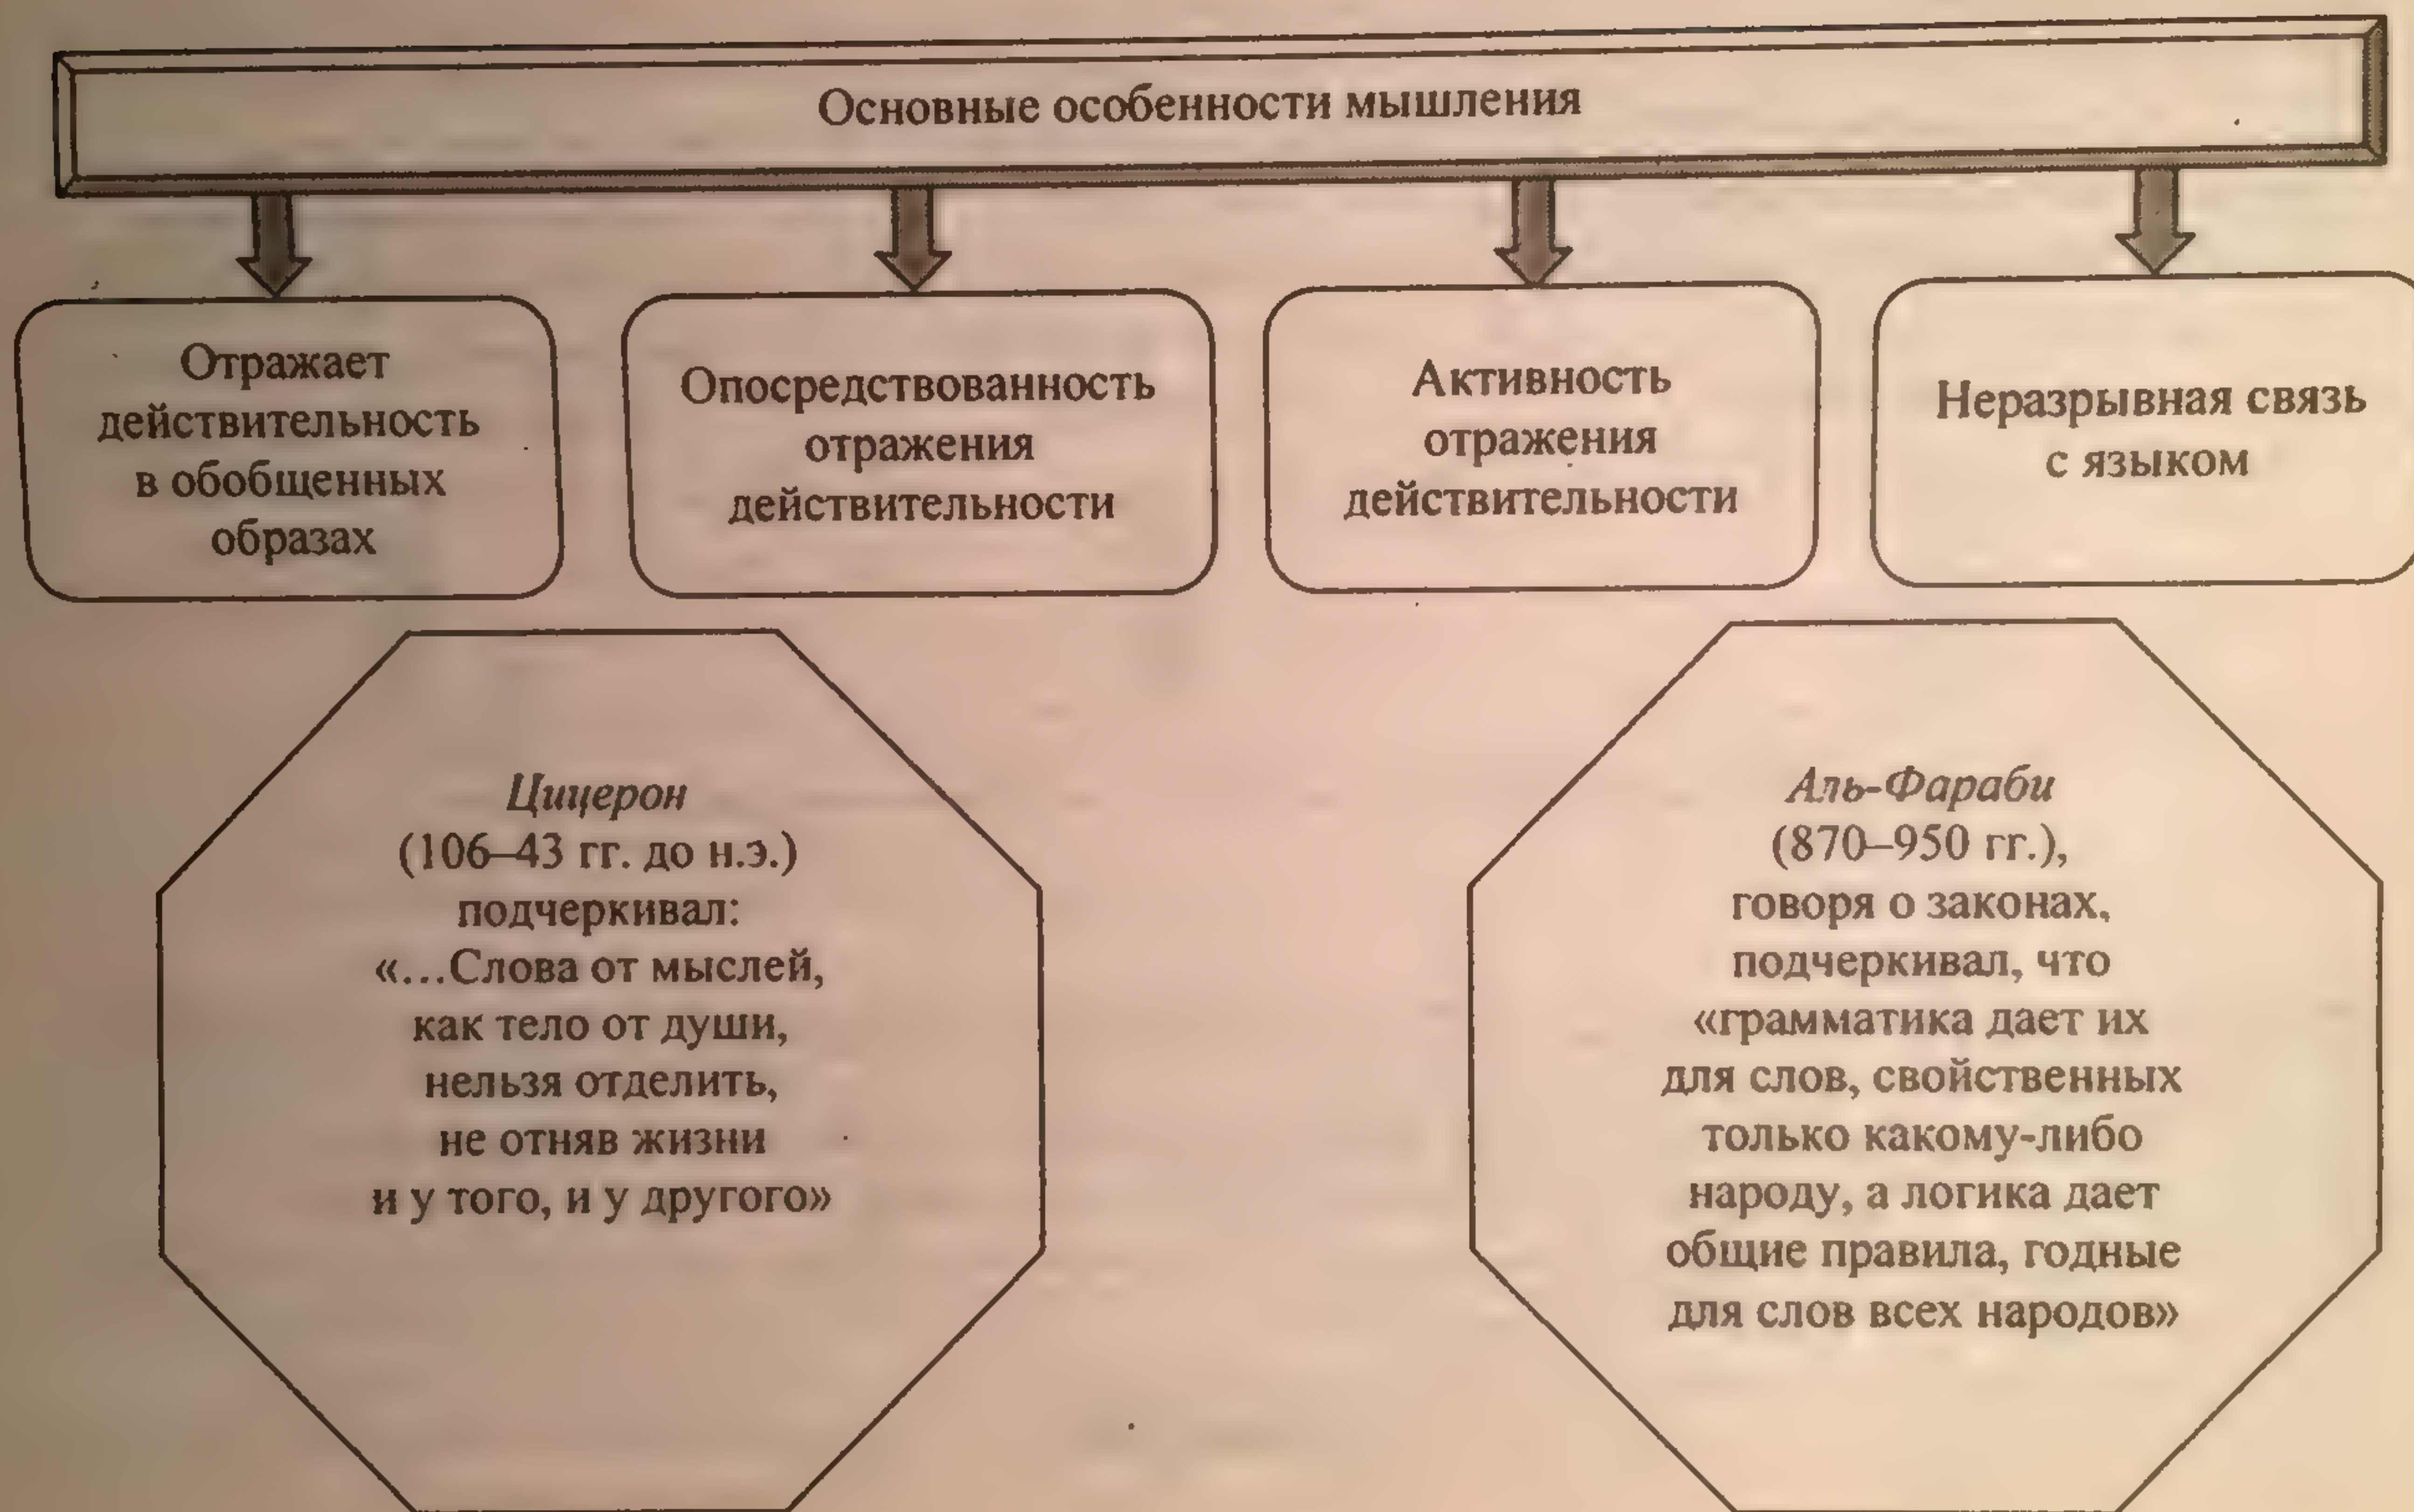 Основные особенности мышления
Отражает
действительность
в обобщенных
образах
Опосредствованность
отражения
действительности
Активность
отражения
действительности
Неразрывная связь
с языком
Цицерон
(106–43 гг. до н.э.)
подчеркивал:
«...Слова от мыслей,
как тело от души,
нельзя отделить,
не отняв жизни
и у того, и у другого»
Аль-Фараби
(870–950 гг.),
говоря о законах,
подчеркивал, что
«грамматика дает их
для слов, свойственных
только какому-либо
народу, а логика дает
общие правила, годные
для слов всех народов»